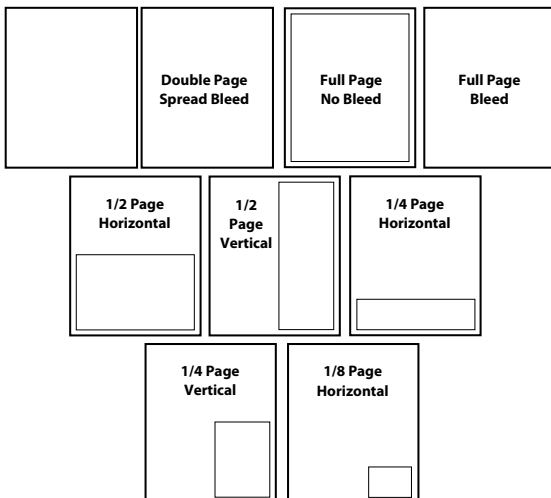 Double Page
Spread Bleed
Full Page
No Bleed
Full Page
Bleed
1/2 Page
Horizontal
1/2
Page
Vertical
1/4 Page
Horizontal
1/4 Page
Vertical
1/8 Page
Horizontal